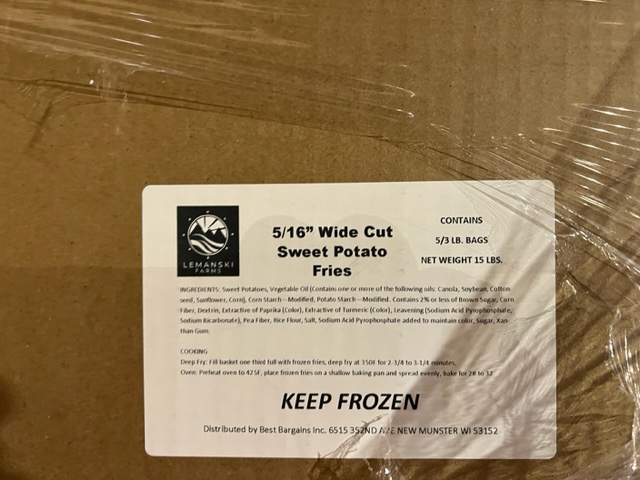 LEMANSKI
FARMS
5/16” Wide Cut
Sweet Potato
Fries
CONTAINS
5/3 LB. BAGS
NET WEIGHT 15 LBS.
INGREDIENTS: Sweet Potatoes, Vegetable Oil (Contains one or more of the following oils: Canola, Soybean, Cotton
seed, Sunflower, Corn), Corn Starch – Modified, Potato Starch – Modified. Contains 2% or less of Brown Sugar, Corn
Fiber, Dextrin, Extractive of Paprika (Color), Extractive of Turmeric (Color), Leavening (Sodium Acid Pyrophosphate,
Sodium Bicarbonate), Pea Fiber, Rice Flour, Salt, Sodium Acid Pyrophosphate added to maintain color, Sugar, Xan
than Gum.
COOKING
Deep Fry: Fill basket one third full with frozen fries, deep fry at 350F for 2-3/4 to 3-1/4 minutes.
Oven: Preheat oven to 425F, place frozen fries on a shallow baking pan and spread evenly, bake for 28 to 32
KEEP FROZEN
Distributed by Best Bargains Inc. 6515 352ND AVE NEW MUNSTER WI 53152